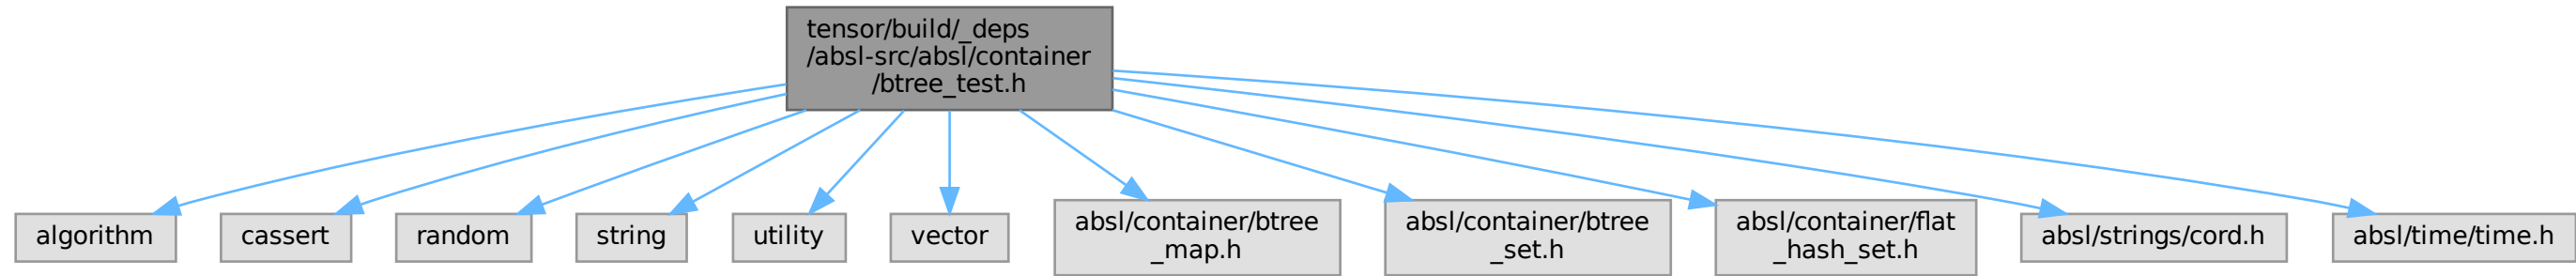 tensor/build/_deps
/absl-src/absl/container
/btree_test.h
algorithm
cassert
random
string
utility
vector
absl/container/btree
_map.h
absl/container/btree
_set.h
absl/container/flat
_hash_set.h
absl/strings/cord.h
absl/time/time.h